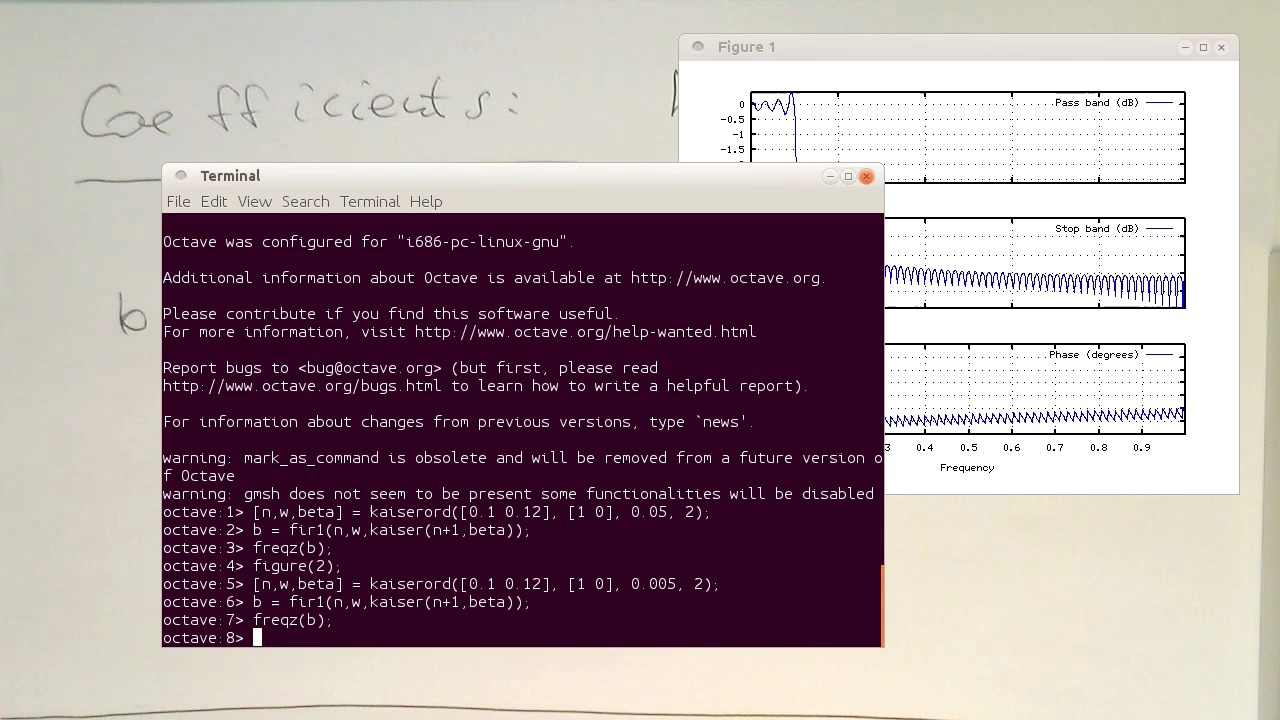 Coefficients:
b
Figure 1
Pass band (dB)
0
-0.5
-1
-1.5
Stop band (dB)
Phase (degrees)
3 0.4 0.5 0.6 0.7 0.8 0.9
Frequency
Terminal
File Edit View Search Terminal Help
Octave was configured for "i686-pc-linux-gnu".
Additional information about Octave is available at http://www.octave.org.
Please contribute if you find this software useful.
For more information, visit http://www.octave.org/help-wanted.html
Report bugs to <bug@octave.org> (but first, please read
http://www.octave.org/bugs.html to learn how to write a helpful report).
For information about changes from previous versions, type `news'.
warning: mark_as_command is obsolete and will be removed from a future version o
f Octave
warning: gmsh does not seem to be present some functionalities will be disabled
octave:1> [n,w,beta] = kaiserord([0.1 0.12], [1 0], 0.05, 2);
octave:2> b = fir1(n,w,kaiser(n+1,beta));
octave:3> freqz(b);
octave:4> figure(2);
octave:5> [n,w,beta] = kaiserord([0.1 0.12], [1 0], 0.005, 2);
octave:6> b = fir1(n,w,kaiser(n+1,beta));
octave:7> freqz(b);
octave:8>